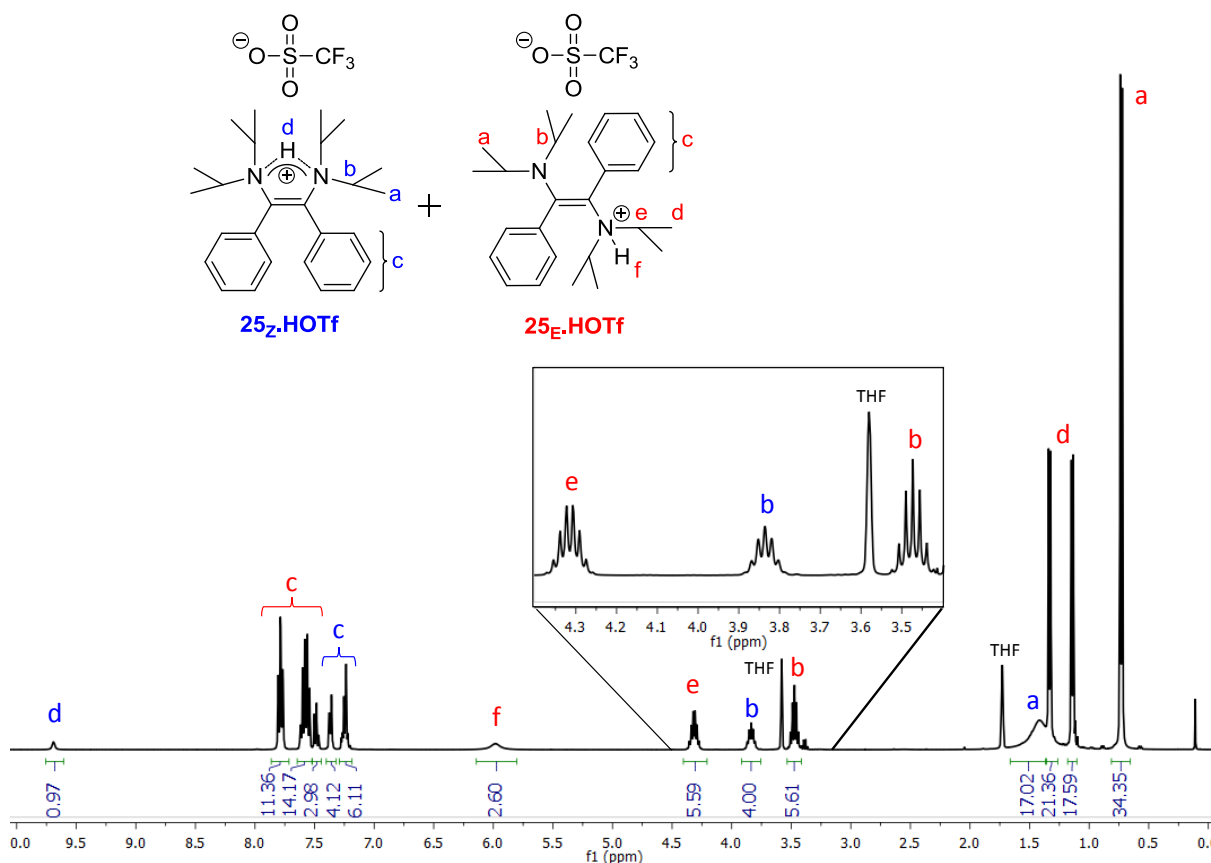 ⊖ O ⊖ O
O-S-CF3 O-S-CF3
O O
d a b c
H
N ⊕ N b N
a + ⊕ e d
N
c H
f
25Z.HOTf 25E.HOTf
a
THF
e b b
4.3 4.2 4.1 4.0 3.9 3.8 3.7 3.6 3.5
f1 (ppm)
d
c
c
THF THF
d f e b b a
0.97 11.36 14.17 2.98 4.12 6.11 2.60 5.59 4.00 5.61 17.02 21.36 17.59 34.35
9.5 9.0 8.5 8.0 7.5 7.0 6.5 6.0 5.5 5.0 4.5 4.0 3.5 3.0 2.5 2.0 1.5 1.0 0.5
f1 (ppm)